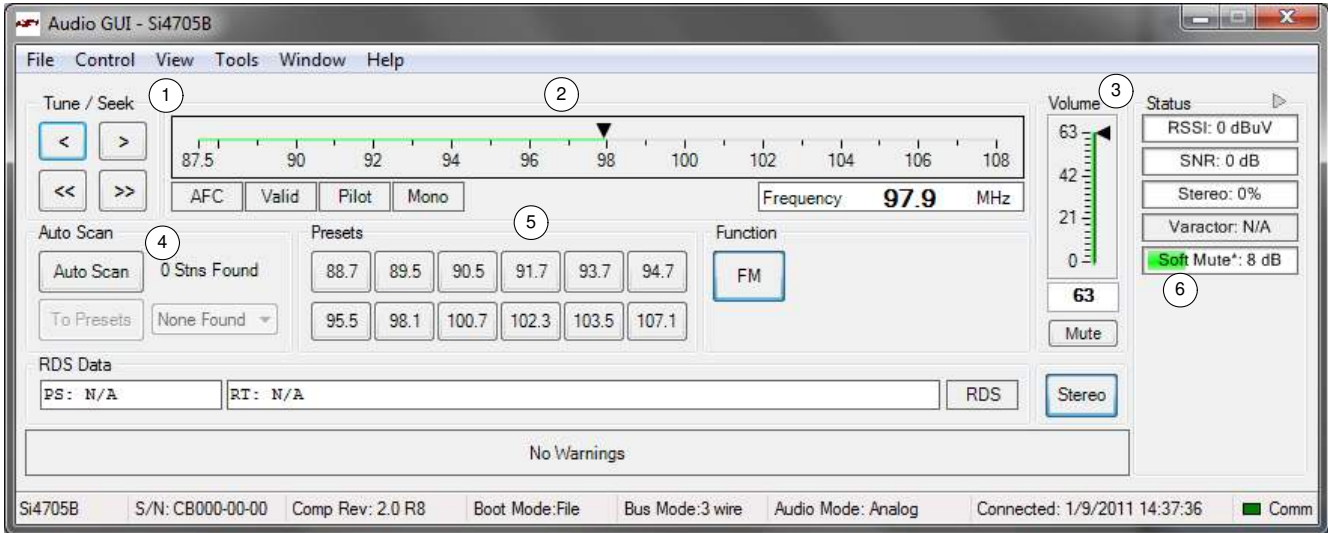 Audio GUI - Si4705B
File Control View Tools Window Help
Tune / Seek
1
2
Volume
3
Status
< >
<< >>
87.5 90 92 94 96 98 100 102 104 106 108
AFC Valid Pilot Mono
Frequency 97.9 MHz
63
42
21
0
63
Mute
RSSI: 0 dBuV
SNR: 0 dB
Stereo: 0%
Varactor: N/A
Soft Mute*: 8 dB
6
Auto Scan
4
Auto Scan 0 Stns Found
To Presets None Found
Presets
5
88.7 89.5 90.5 91.7 93.7 94.7
95.5 98.1 100.7 102.3 103.5 107.1
Function
FM
RDS Data
PS: N/A RT: N/A RDS
Stereo
No Warnings
Si4705B S/N: CB000-00-00 Comp Rev: 2.0 R8 Boot Mode:File Bus Mode:3 wire Audio Mode: Analog Connected: 1/9/2011 14:37:36 Comm